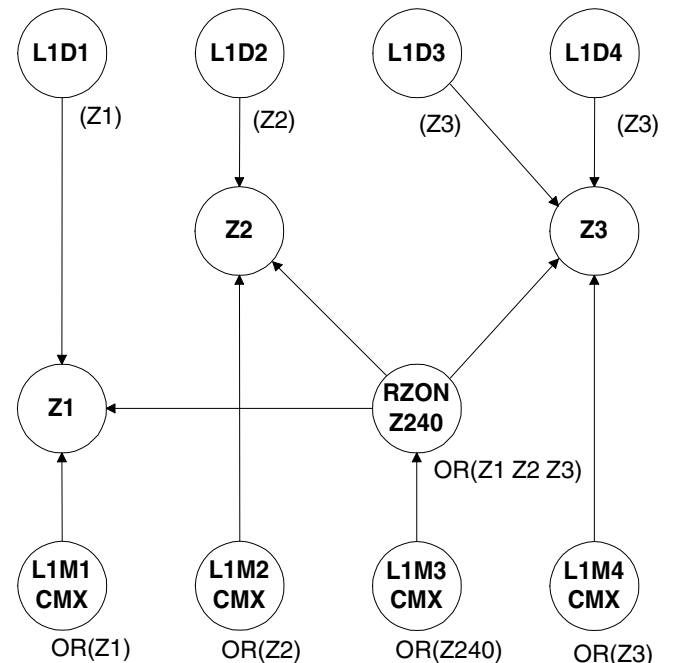 L1D1
L1D2
L1D3
L1D4
(Z1)
(Z2)
(Z3)
(Z3)
Z2
Z3
Z1
RZON
Z240
OR(Z1 Z2 Z3)
L1M1
CMX
L1M2
CMX
L1M3
CMX
L1M4
CMX
OR(Z1)
OR(Z2)
OR(Z240)
OR(Z3)